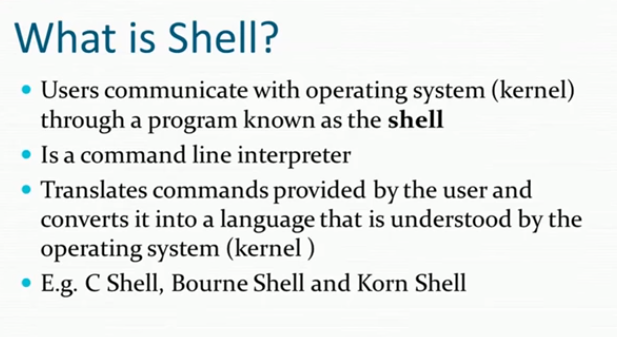 What is Shell?
• Users communicate with operating system (kernel)
through a program known as the shell
• Is a command line interpreter
• Translates commands provided by the user and
converts it into a language that is understood by the
operating system (kernel )
• E.g. C Shell, Bourne Shell and Korn Shell